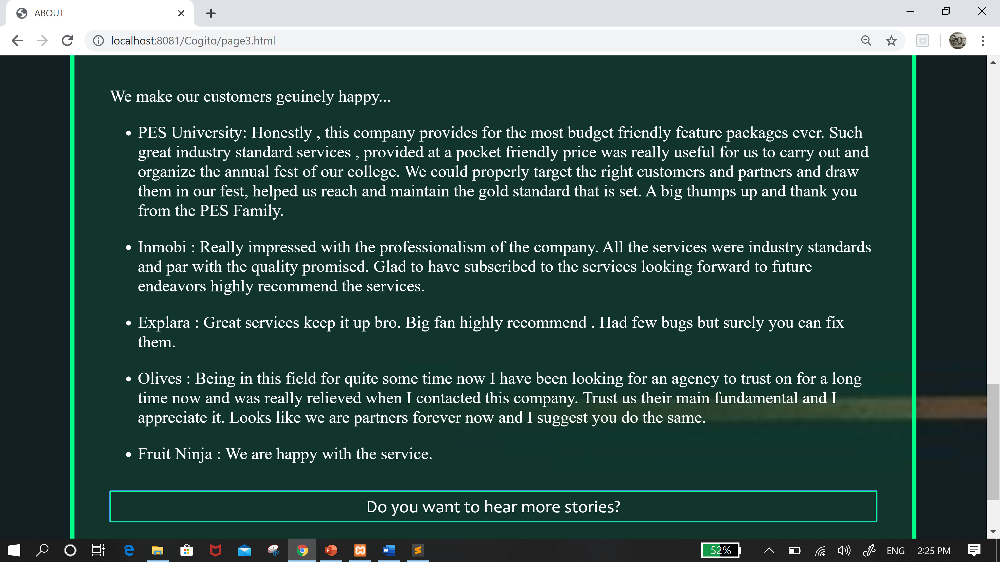 ABOUT
localhost:8081/Cogito/page3.html
We make our customers geuinely happy...
• PES University: Honestly , this company provides for the most budget friendly feature packages ever. Such
great industry standard services , provided at a pocket friendly price was really useful for us to carry out and
organize the annual fest of our college. We could properly target the right customers and partners and draw
them in our fest, helped us reach and maintain the gold standard that is set. A big thumps up and thank you
from the PES Family.
• Inmobi : Really impressed with the professionalism of the company. All the services were industry standards
and par with the quality promised. Glad to have subscribed to the services looking forward to future
endeavors highly recommend the services.
• Explara : Great services keep it up bro. Big fan highly recommend . Had few bugs but surely you can fix
them.
• Olives : Being in this field for quite some time now I have been looking for an agency to trust on for a long
time now and was really relieved when I contacted this company. Trust us their main fundamental and I
appreciate it. Looks like we are partners forever now and I suggest you do the same.
• Fruit Ninja : We are happy with the service.
Do you want to hear more stories?
52% ENG 2:25 PM